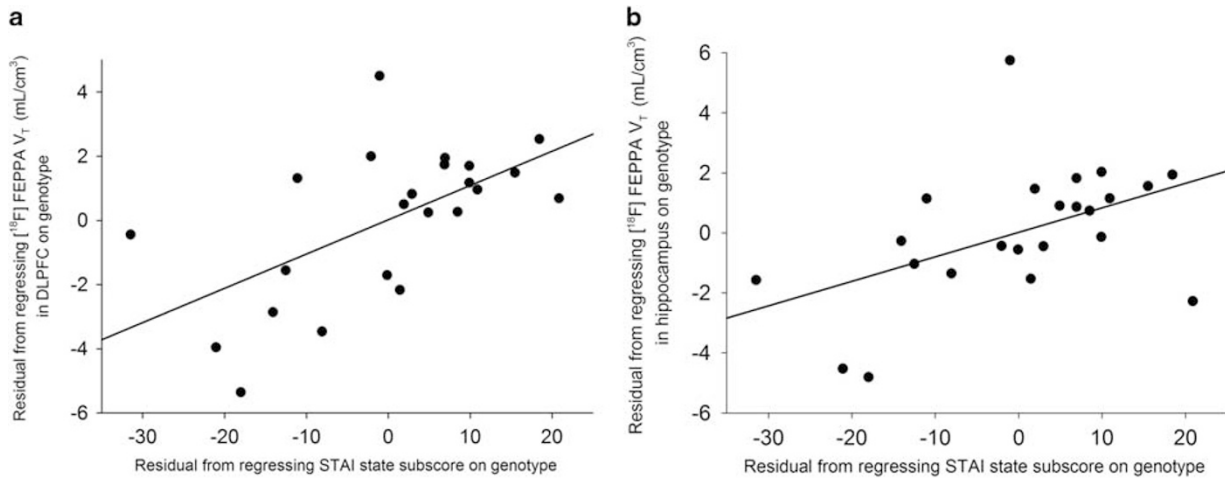 a
Residual from regressing [¹⁸F] FEPPA V_T (mL/cm³)
in DLPFC on genotype
4
2
0
-2
-4
-6
-30 -20 -10 0 10 20
Residual from regressing STAI state subscore on genotype
b
Residual from regressing [¹⁸F] FEPPA V_T (mL/cm³)
in hippocampus on genotype
6
4
2
0
-2
-4
-6
-30 -20 -10 0 10 20
Residual from regressing STAI state subscore on genotype